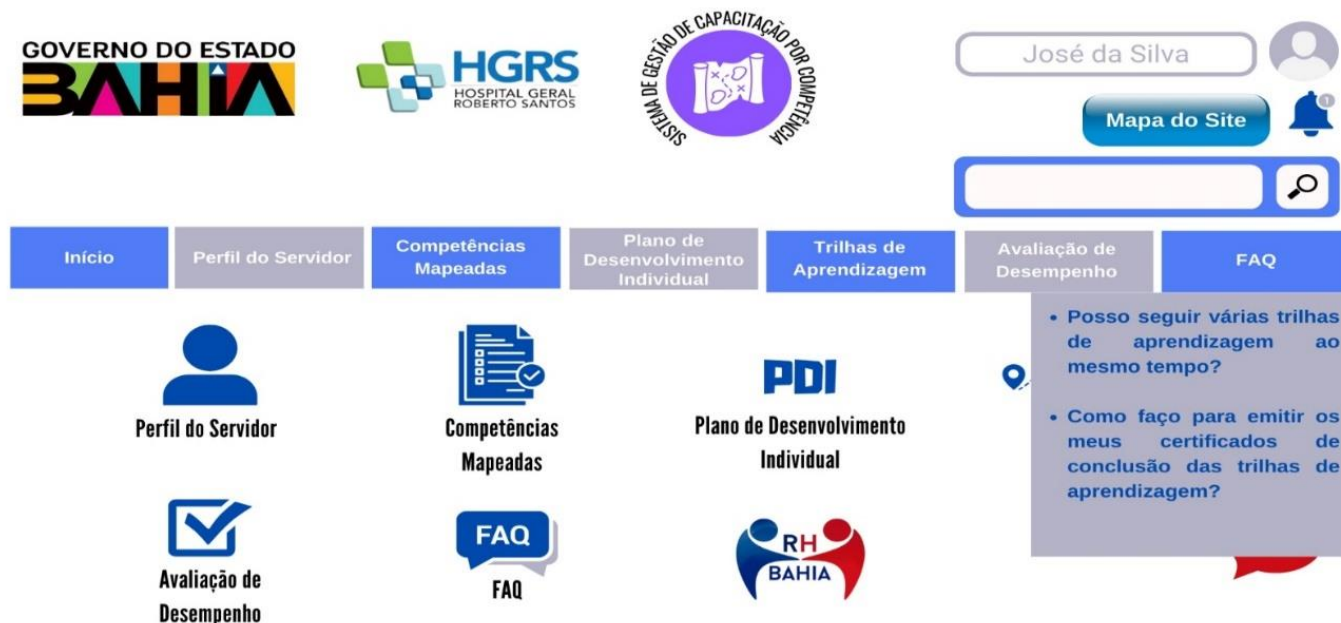 GOVERNO DO ESTADO
BAHIA
HGRS
HOSPITAL GERAL
ROBERTO SANTOS
SISTEMA DE GESTÃO DE CAPACITAÇÃO POR COMPETÊNCIA
José da Silva
Mapa do Site
1
Início
Perfil do Servidor
Competências
Mapeadas
Plano de
Desenvolvimento
Individual
Trilhas de
Aprendizagem
Avaliação de
Desempenho
FAQ
• Posso seguir várias trilhas
de aprendizagem ao
mesmo tempo?
• Como faço para emitir os
meus certificados de
conclusão das trilhas de
aprendizagem?
Perfil do Servidor
Competências
Mapeadas
PDI
Plano de Desenvolvimento
Individual
Avaliação de
Desempenho
FAQ
FAQ
RH
BAHIA